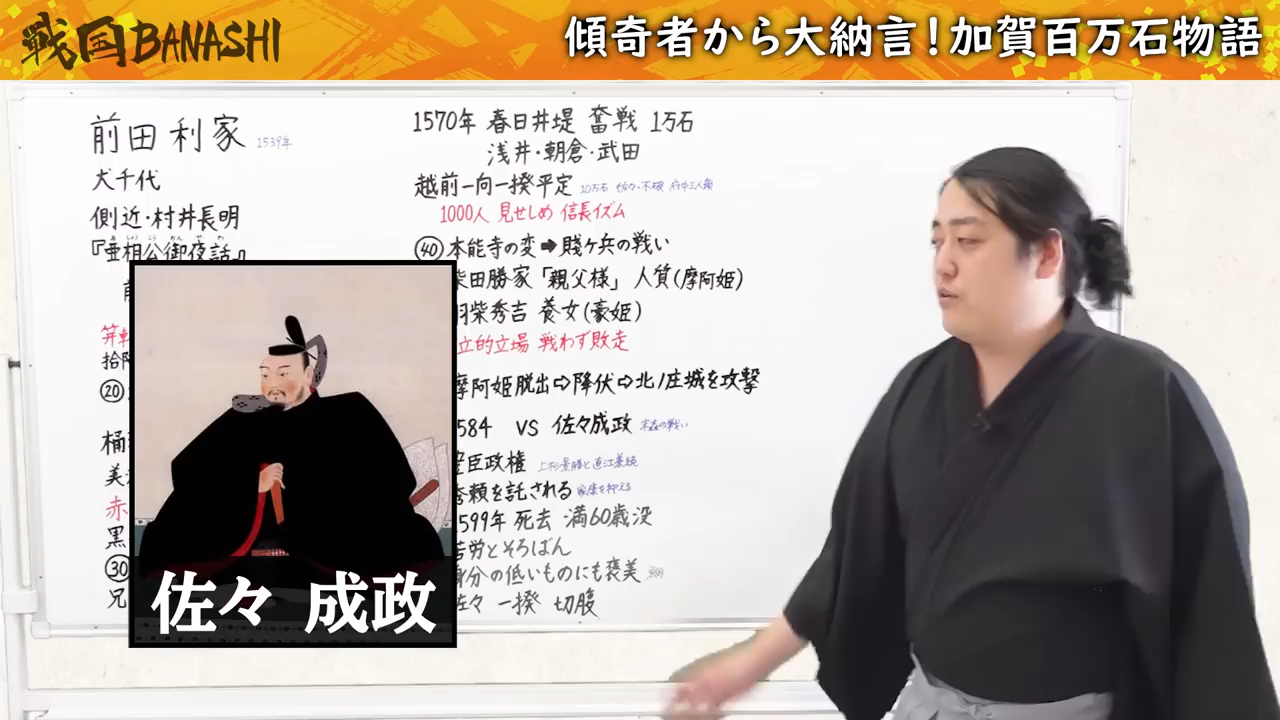 戦国BANASHI
傾奇者から大納言!加賀百万石物語
前田利家 1539年
犬千代
側近・村井長明
『亜相公御夜話』
拾
⑳
桶
美
赤
黒
㉚
兄
1570年 春日井堤 奮戦 1万石
浅井・朝倉・武田
越前一向一揆平定 10万石 佐々・不破 府中三人衆
1000人 見せしめ 信長イズム
㊵本能寺の変➡賤ヶ岳の戦い
柴田勝家「親父様」人質(摩阿姫)
羽柴秀吉 養女(豪姫)
立的立場 戦わず敗走
摩阿姫脱出⇨降伏⇨北ノ庄城を攻撃
584 VS 佐々成政 末森の戦い
豊臣政権 上杉景勝と直江兼続
秀頼を託される 家康を抑える
1599年 死去 満60歳没
苦労とそろばん
身分の低いものにも褒美
佐々 一揆 切腹
佐々 成政